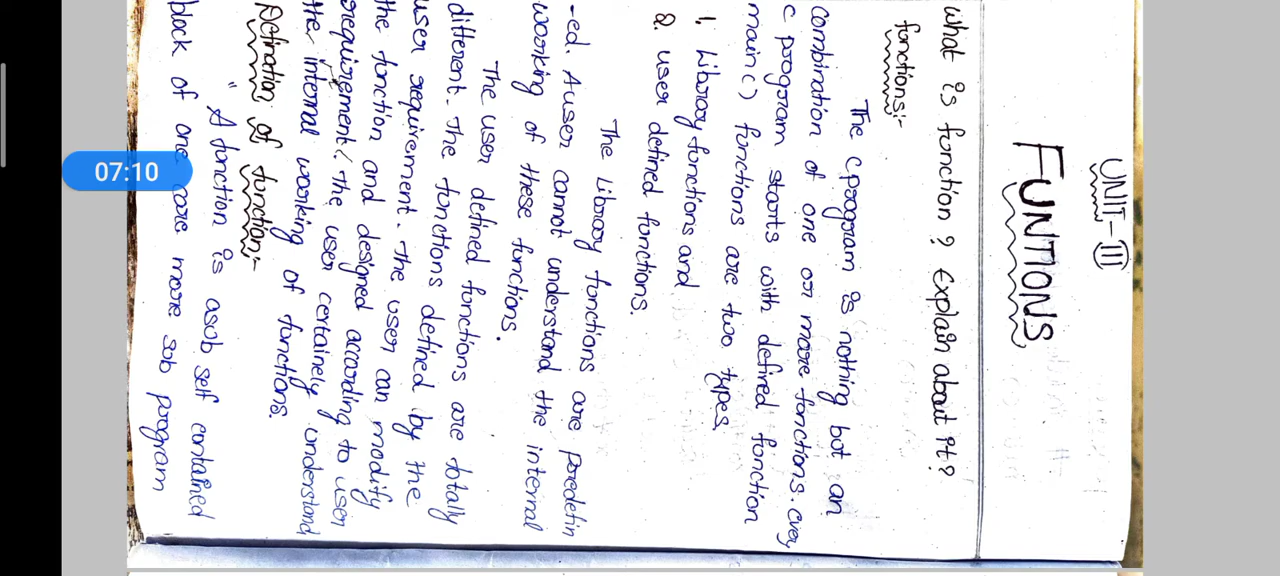 UNIT-III
FUNTIONS
what is function? Explain about it?
functions:-
The cprogram is nothing but an
combination of one or more functions. every
c program starts with defined function
main() functions are two types
1. Library functions and
2. user defined functions.
The Library functions are predefin
-ed. A user cannot understand the internal
working of these functions.
The user defined functions are totally
different. The functions defined by the
user requirement. The user can modify
the function and designed according to user
requirement. The user certainely understand
the internal working of functions.
Defination of function:-
" A function is asub self contained
block of one more sub program
07:10